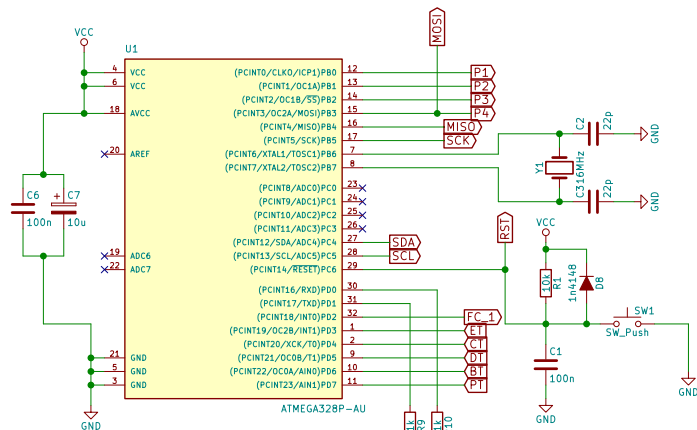 MOSI
VCC
U1
4 VCC
6 VCC
18 AVCC
20 AREF
19 ADC6
22 ADC7
21 GND
5 GND
3 GND
(PCINT0/CLKO/ICP1)PB0 12 P1
(PCINT1/OC1A)PB1 13 P2
(PCINT2/OC1B/SS)PB2 14 P3
(PCINT3/OC2A/MOSI)PB3 15 P4
(PCINT4/MISO)PB4 16 MISO
(PCINT5/SCK)PB5 17 SCK
(PCINT6/XTAL1/TOSC1)PB6 7
(PCINT7/XTAL2/TOSC2)PB7 8
(PCINT8/ADC0)PC0 23
(PCINT9/ADC1)PC1 24
(PCINT10/ADC2)PC2 25
(PCINT11/ADC3)PC3 26
(PCINT12/SDA/ADC4)PC4 27 SDA
(PCINT13/SCL/ADC5)PC5 28 SCL
(PCINT14/RESET)PC6 29
(PCINT16/RXD)PD0 30
(PCINT17/TXD)PD1 31
(PCINT18/INT0)PD2 32 FC_1
(PCINT19/OC2B/INT1)PD3 1 ET
(PCINT20/XCK/T0)PD4 2 CT
(PCINT21/OC0B/T1)PD5 9 DT
(PCINT22/OC0A/AIN0)PD6 10 BT
(PCINT23/AIN1)PD7 11 PT
ATMEGA328P-AU
C6
100n
C7
10u
GND
C2
22p
GND
Y1
16MHz
C3
22p
GND
RST
VCC
10k
R1
1n4148
D8
SW1
SW_Push
C1
100n
GND
GND
1k
R9
1k
10